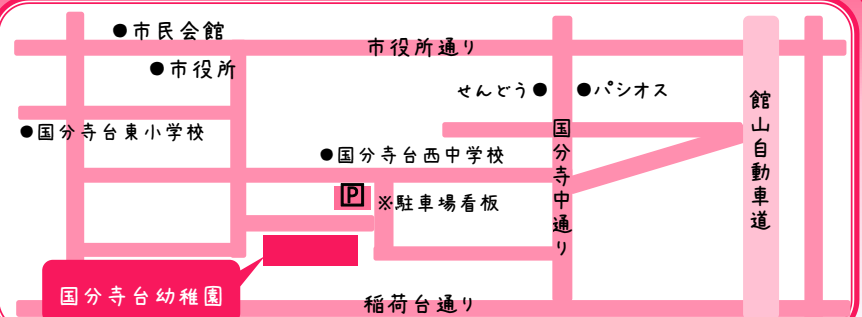 ●市民会館
市役所通り
●市役所
せんどう●
●パシオス
館山自動車道
国分寺中通り
●国分寺台東小学校
●国分寺台西中学校
P
※駐車場看板
国分寺台幼稚園
稲荷台通り